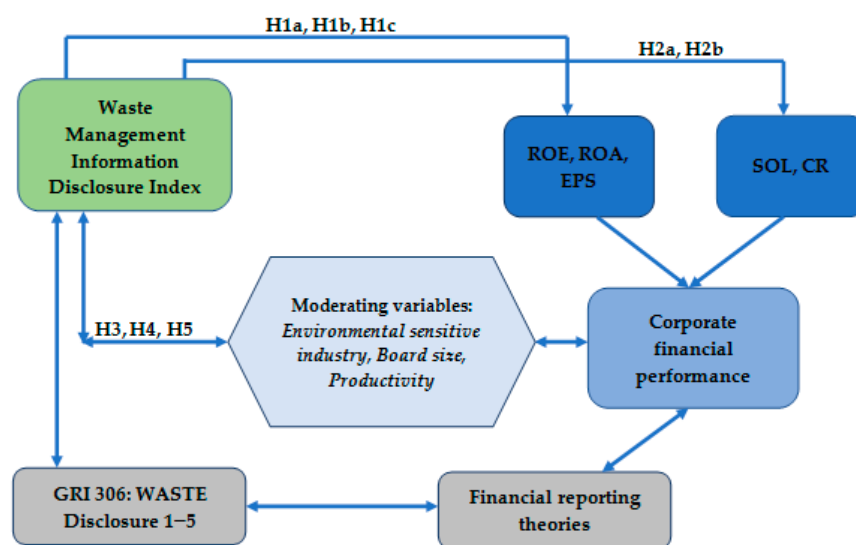 H1a, H1b, H1c
H2a, H2b
Waste
Management
Information
Disclosure Index
ROE, ROA,
EPS
SOL, CR
H3, H4, H5
Moderating variables:
Environmental sensitive
industry, Board size,
Productivity
Corporate
financial
performance
GRI 306: WASTE
Disclosure 1−5
Financial reporting
theories